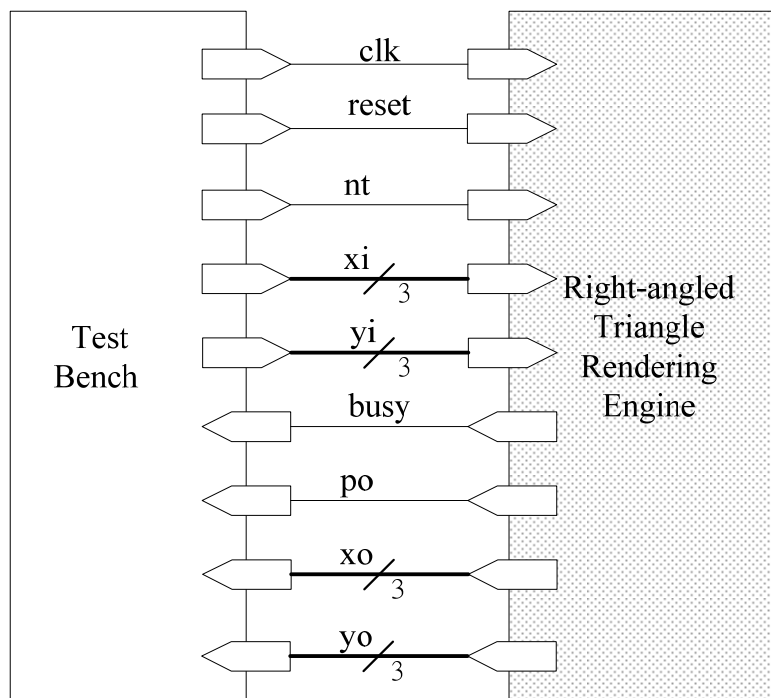 clk
reset
nt
xi
3
yi
3
busy
po
xo
3
yo
3
Test
Bench
Right-angled
Triangle
Rendering
Engine